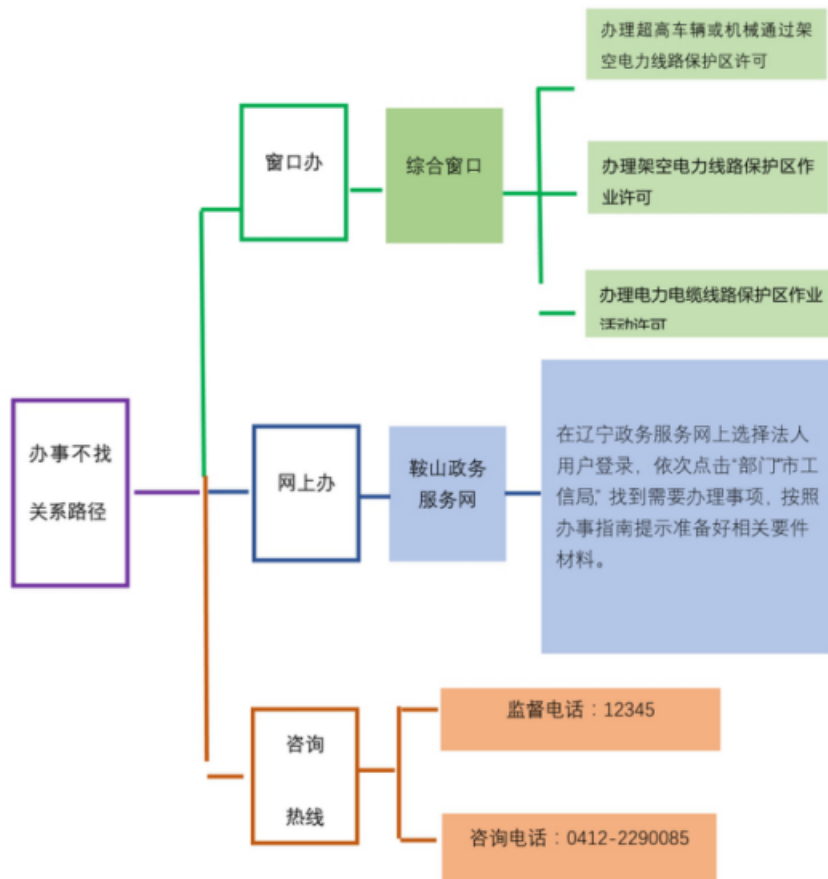 办理超高车辆或机械通过架
空电力线路保护区许可
窗口办
综合窗口
办理架空电力线路保护区作
业许可
办理电力电缆线路保护区作业
活动许可
办事不找
关系路径
网上办
鞍山政务
服务网
在辽宁政务服务网上选择法人
用户登录，依次点击“部门”“市工
信局”找到需要办理事项，按照
办事指南提示准备好相关要件
材料。
咨询
热线
监督电话：12345
咨询电话：0412-2290085